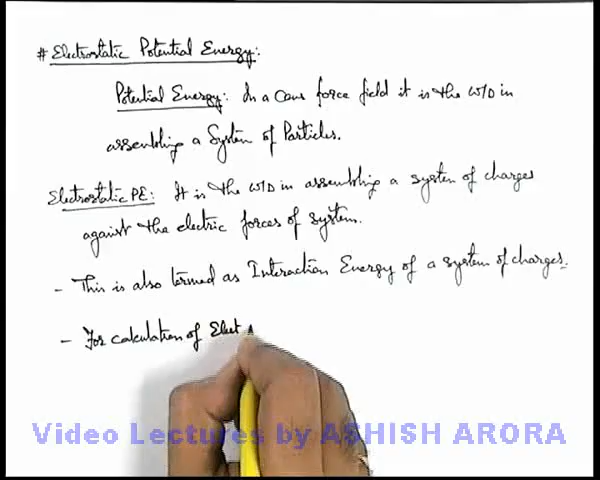 # Electrostatic Potential Energy:
Potential Energy: In a Cons force field it is the W/D in
assembling a System of Particles.
Electrostatic PE: It is the W/D in assembling a system of charges
against the electric forces of system.
- This is also termed as Interaction Energy of a system of charges.
- For calculation of Elect
Video Lectures by ASHISH ARORA